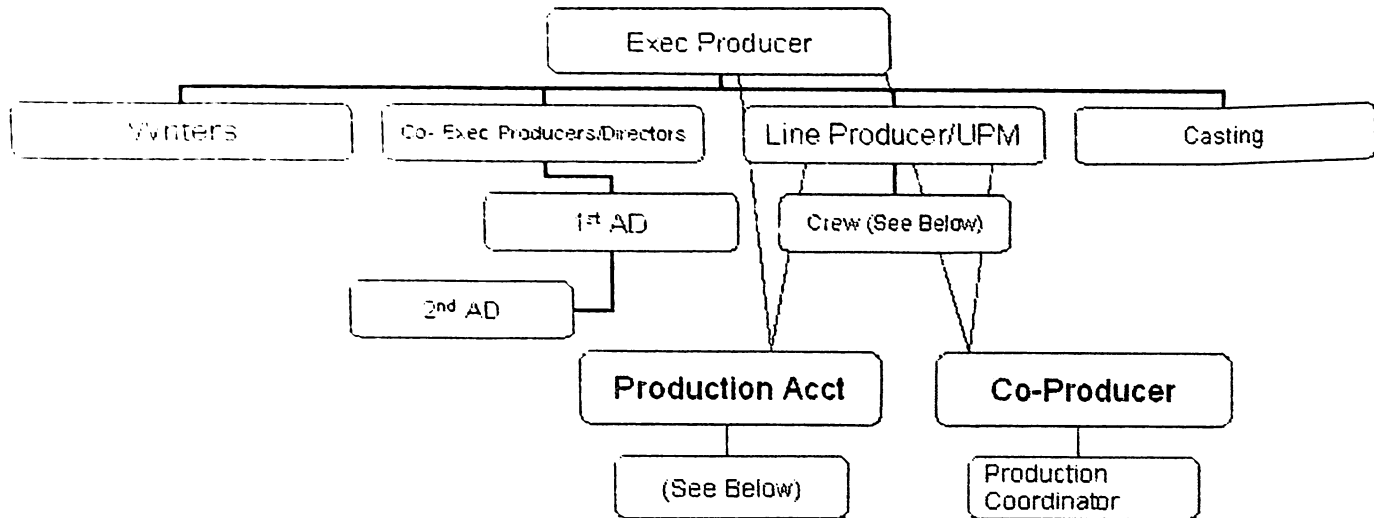 Exec Producer
Writers
Co- Exec Producers/Directors
Line Producer/UPM
Casting
1st AD
Crew (See Below)
2nd AD
Production Acct
Co-Producer
(See Below)
Production
Coordinator